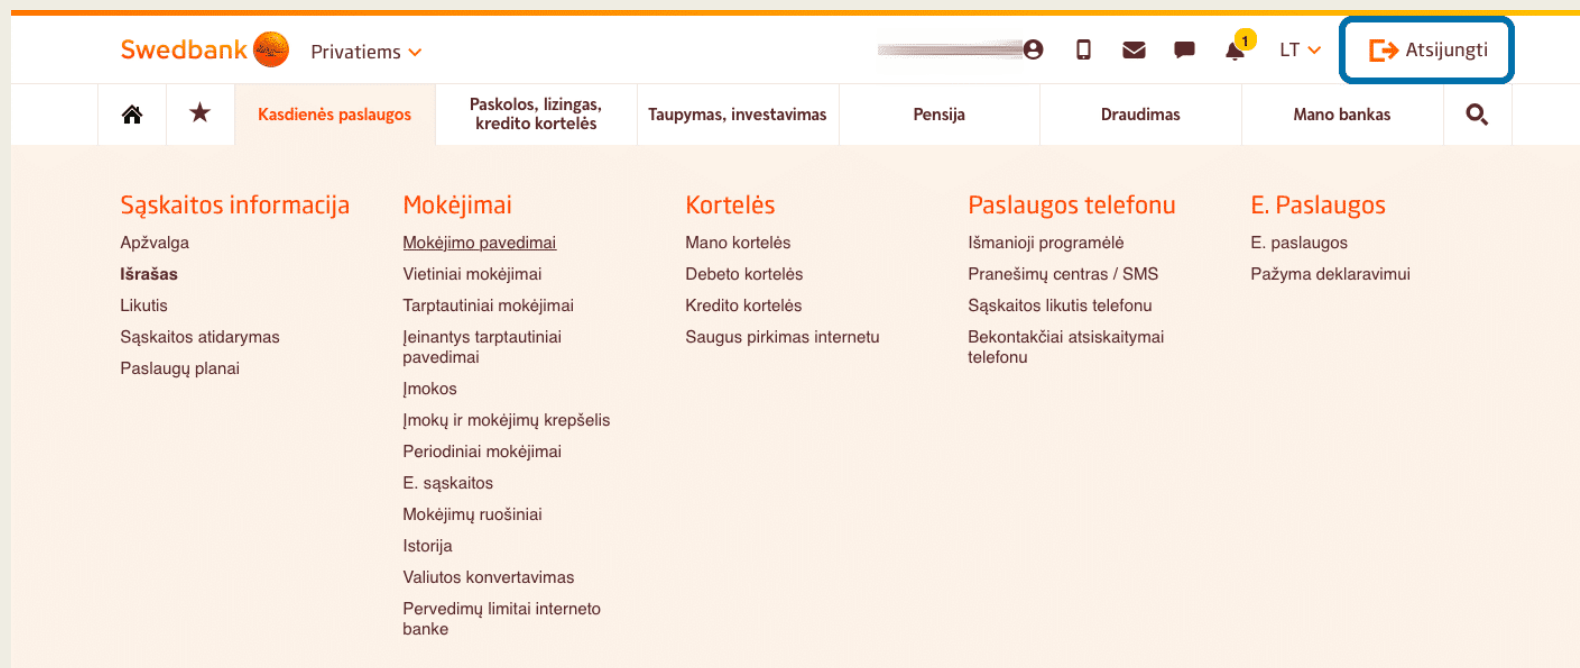 Swedbank Privatiems 1 LT Atsijungti
Kasdienės paslaugos
Paskolos, lizingas,
kredito kortelės
Taupymas, investavimas
Pensija
Draudimas
Mano bankas
Sąskaitos informacija
Apžvalga
Išrašas
Likutis
Sąskaitos atidarymas
Paslaugų planai
Mokėjimai
Mokėjimo pavedimai
Vietiniai mokėjimai
Tarptautiniai mokėjimai
Įeinantys tarptautiniai
pavedimai
Įmokos
Įmokų ir mokėjimų krepšelis
Periodiniai mokėjimai
E. sąskaitos
Mokėjimų ruošiniai
Istorija
Valiutos konvertavimas
Pervedimų limitai interneto
banke
Kortelės
Mano kortelės
Debeto kortelės
Kredito kortelės
Saugus pirkimas internetu
Paslaugos telefonu
Išmanioji programėlė
Pranešimų centras / SMS
Sąskaitos likutis telefonu
Bekontakčiai atsiskaitymai
telefonu
E. Paslaugos
E. paslaugos
Pažyma deklaravimui